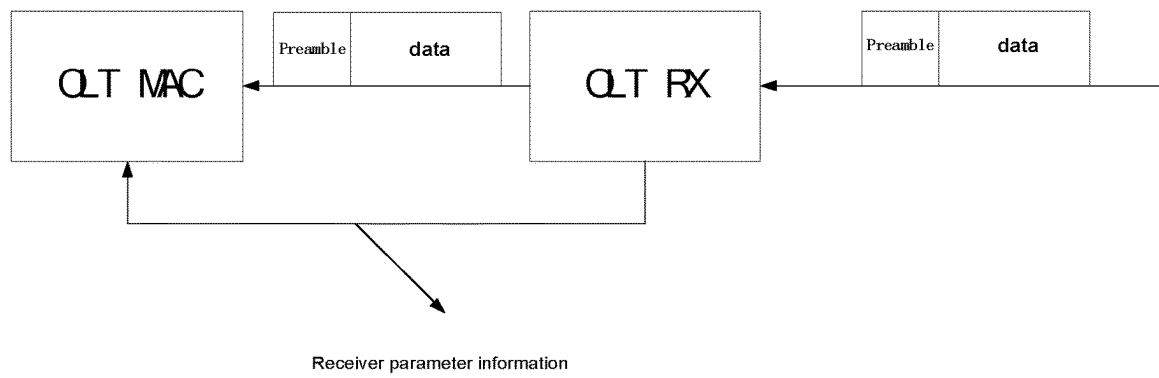 Preamble data
Preamble data
OLT MAC
OLT RX
Receiver parameter information